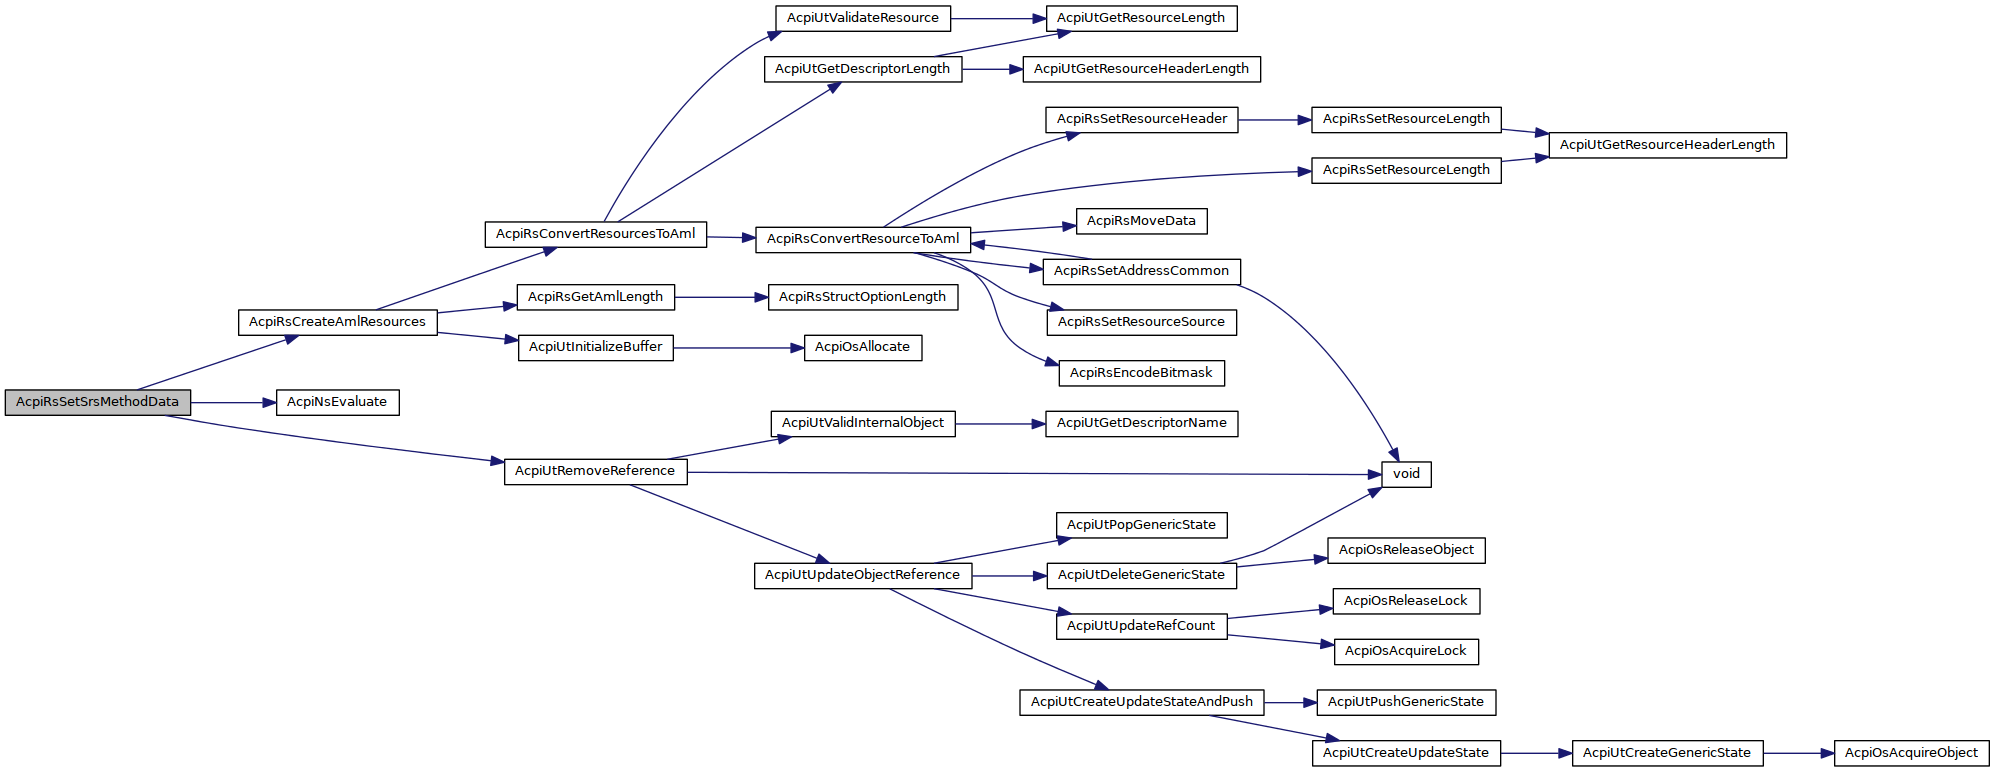 AcpiUtValidateResource
AcpiUtGetResourceLength
AcpiUtGetDescriptorLength
AcpiUtGetResourceHeaderLength
AcpiRsSetResourceHeader
AcpiRsSetResourceLength
AcpiUtGetResourceHeaderLength
AcpiRsSetResourceLength
AcpiRsMoveData
AcpiRsConvertResourcesToAml
AcpiRsConvertResourceToAml
AcpiRsSetAddressCommon
AcpiRsGetAmlLength
AcpiRsStructOptionLength
AcpiRsCreateAmlResources
AcpiRsSetResourceSource
AcpiUtInitializeBuffer
AcpiOsAllocate
AcpiRsEncodeBitmask
AcpiRsSetSrsMethodData
AcpiNsEvaluate
AcpiUtValidInternalObject
AcpiUtGetDescriptorName
AcpiUtRemoveReference
void
AcpiUtPopGenericState
AcpiOsReleaseObject
AcpiUtUpdateObjectReference
AcpiUtDeleteGenericState
AcpiOsReleaseLock
AcpiUtUpdateRefCount
AcpiOsAcquireLock
AcpiUtCreateUpdateStateAndPush
AcpiUtPushGenericState
AcpiUtCreateUpdateState
AcpiUtCreateGenericState
AcpiOsAcquireObject